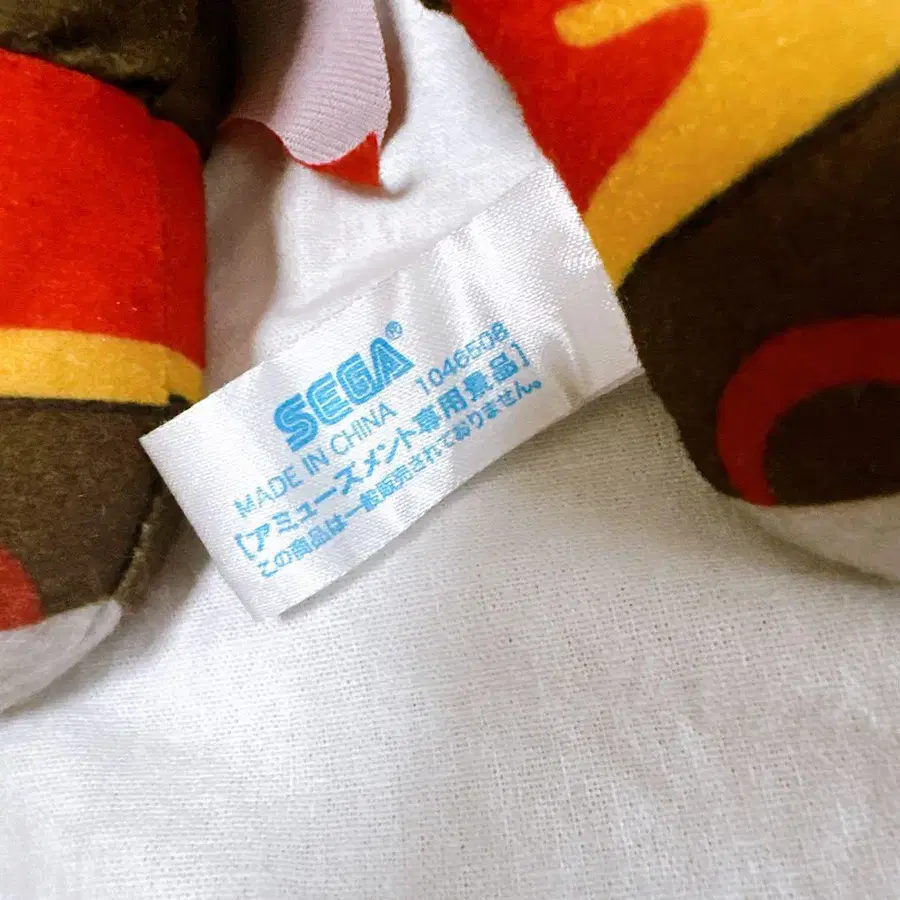 SEGA®
MADE IN CHINA 1046508
【アミューズメント専用景品】
この商品は一般販売されておりません。